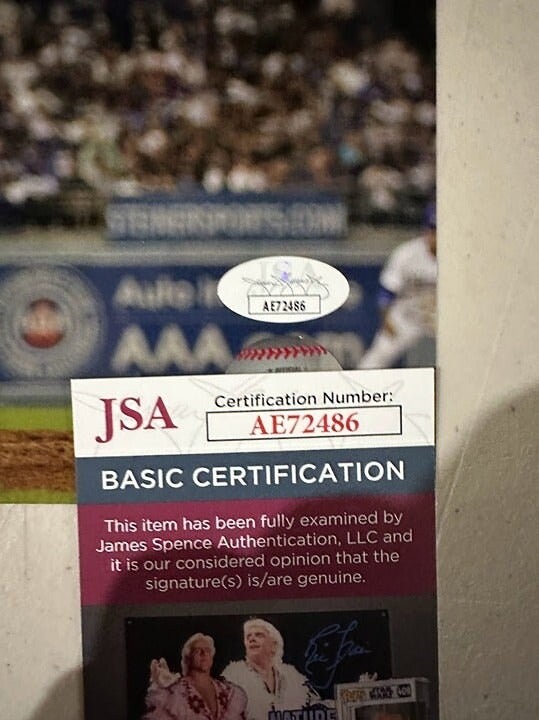 STEINERSPORTS.COM
Auto
AAA
JSA
AE72486
JSA
Certification Number:
AE72486
BASIC CERTIFICATION
This item has been fully examined by
James Spence Authentication, LLC and
it is our considered opinion that the
signature(s) is/are genuine.
NATURE